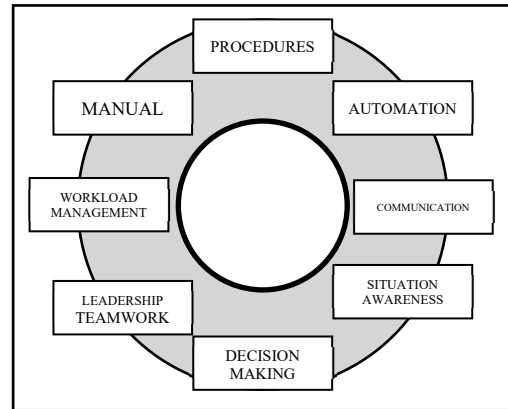 PROCEDURES
MANUAL
AUTOMATION
WORKLOAD
MANAGEMENT
COMMUNICATION
LEADERSHIP
TEAMWORK
SITUATION
AWARENESS
DECISION
MAKING